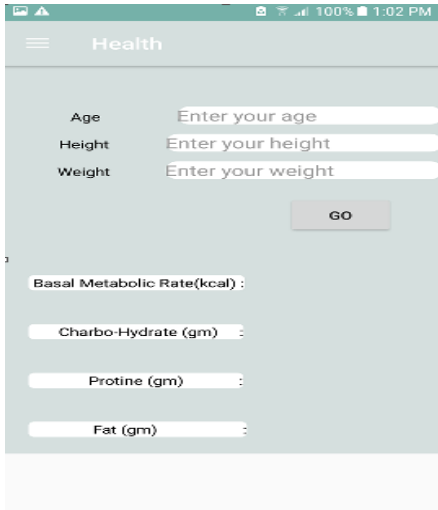 100% 1:02 PM
Health
Age Enter your age
Height Enter your height
Weight Enter your weight
GO
Basal Metabolic Rate(kcal) :
Charbo-Hydrate (gm) :
Protine (gm) :
Fat (gm) :